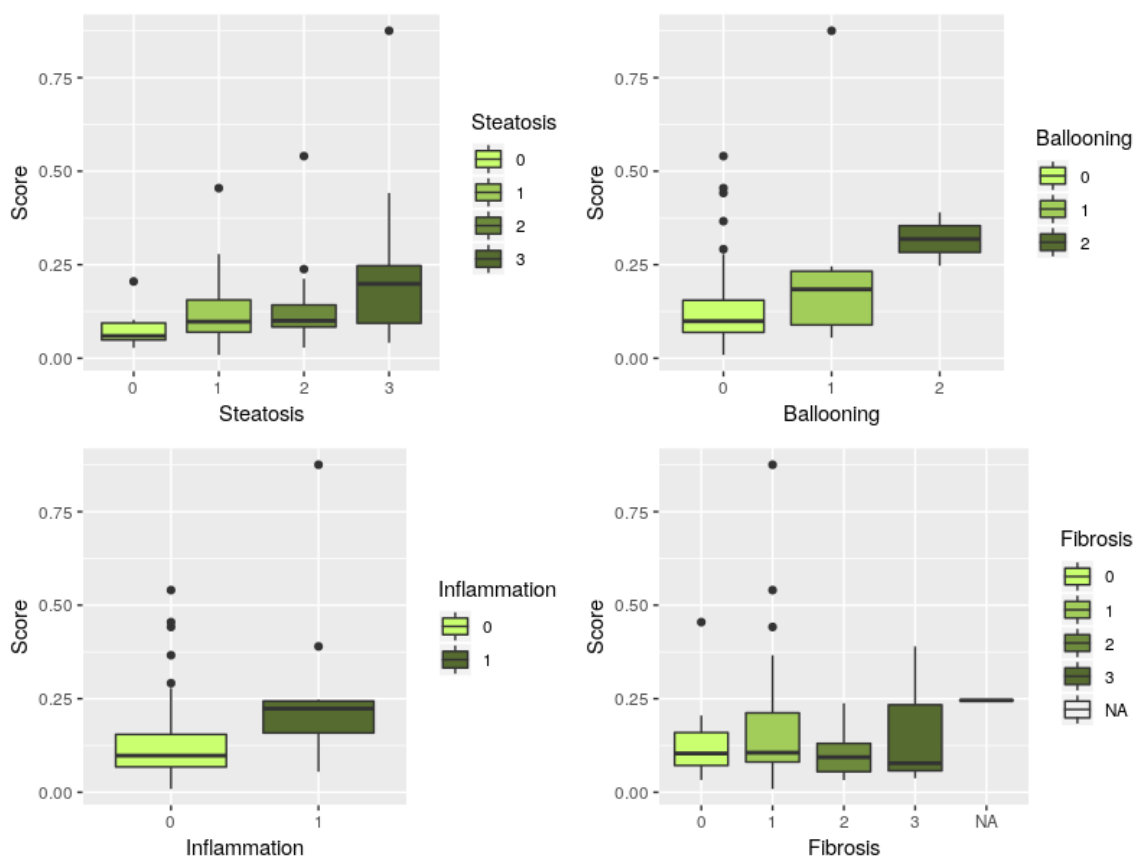 0.75
0.50
0.25
0.00
Score
0 1 2 3
Steatosis
Steatosis
0
1
2
3
0.75
0.50
0.25
0.00
Score
0 1 2
Ballooning
Ballooning
0
1
2
0.75
0.50
0.25
0.00
Score
0 1
Inflammation
Inflammation
0
1
0.75
0.50
0.25
0.00
Score
0 1 2 3 NA
Fibrosis
Fibrosis
0
1
2
3
NA